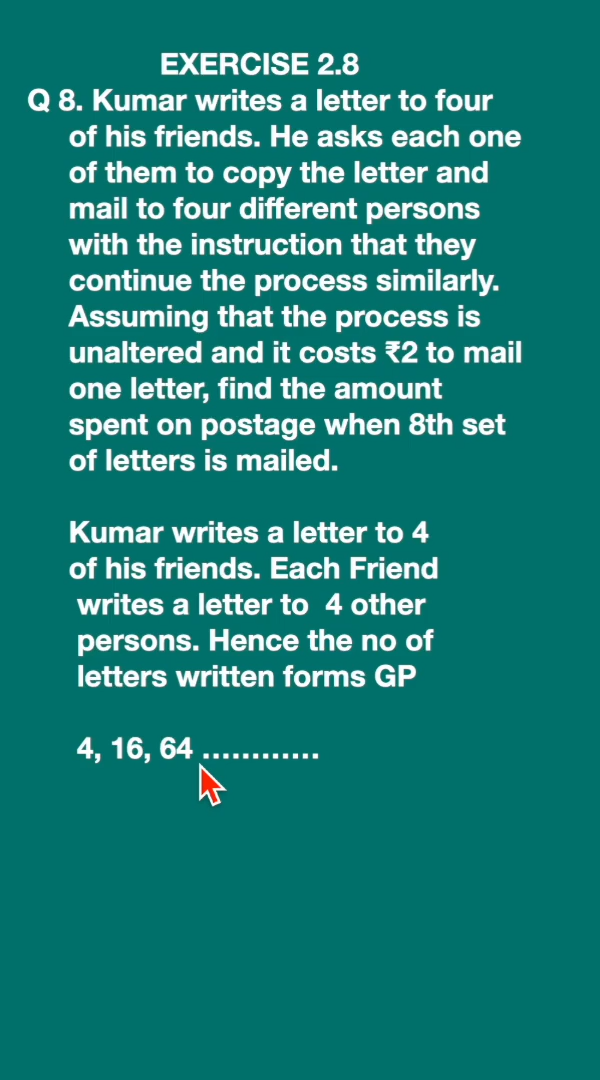 EXERCISE 2.8
Q 8. Kumar writes a letter to four
of his friends. He asks each one
of them to copy the letter and
mail to four different persons
with the instruction that they
continue the process similarly.
Assuming that the process is
unaltered and it costs ₹2 to mail
one letter, find the amount
spent on postage when 8th set
of letters is mailed.
Kumar writes a letter to 4
of his friends. Each Friend
writes a letter to  4 other
persons. Hence the no of
letters written forms GP
4, 16, 64 ............